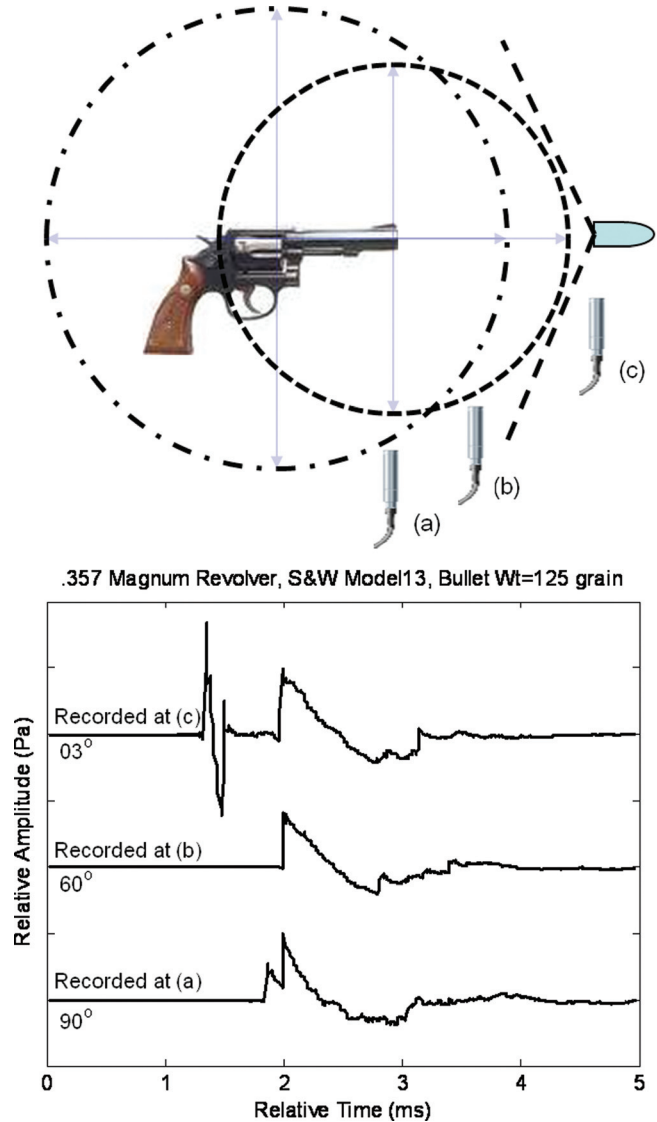 (c)
(b)
(a)
.357 Magnum Revolver, S&W Model13, Bullet Wt=125 grain
Relative Amplitude (Pa)
Recorded at (c)
03°
Recorded at (b)
60°
Recorded at (a)
90°
0 1 2 3 4 5
Relative Time (ms)